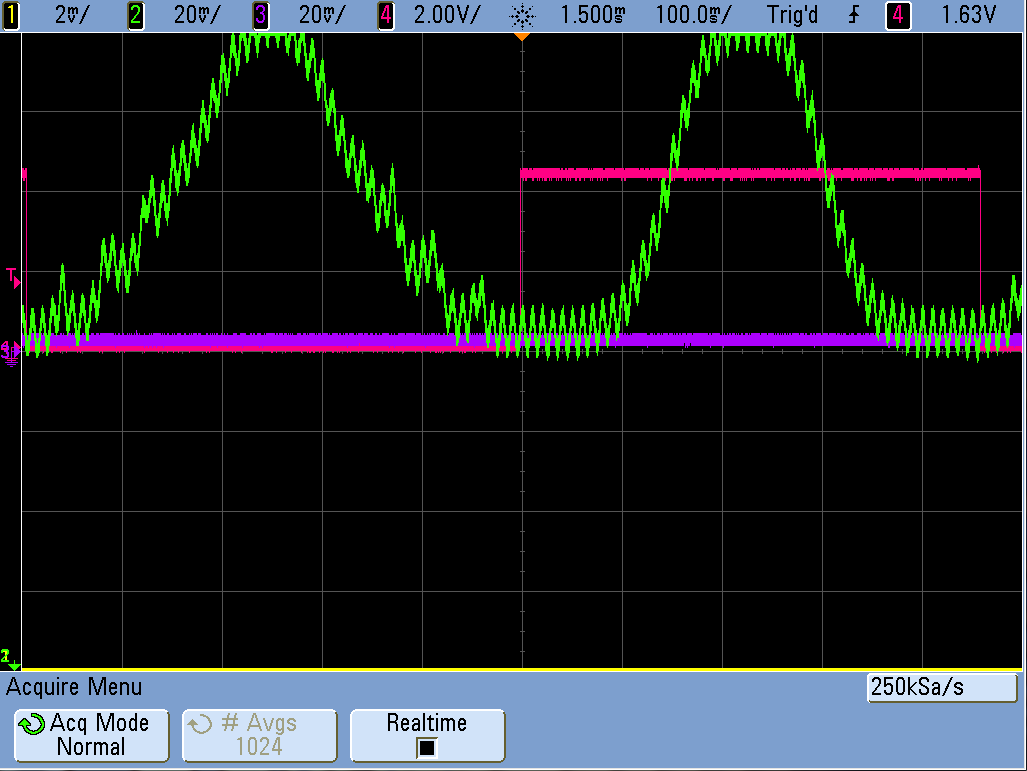 1 2mV/ 2 20mV/ 3 20mV/ 4 2.00V/ 1.500ms 100.0ms/ Trig'd 4 1.63V
T
Acquire Menu 250kSa/s
Acq Mode # Avgs Realtime
Normal 1024